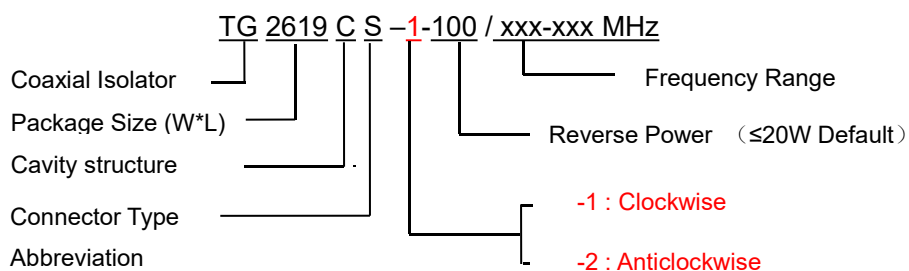 TG 2619 C S –1-100 / xxx-xxx MHz
Coaxial Isolator
Frequency Range
Package Size (W*L)
Reverse Power （≤20W Default）
Cavity structure
-1 : Clockwise
Connector Type
Abbreviation
-2 : Anticlockwise